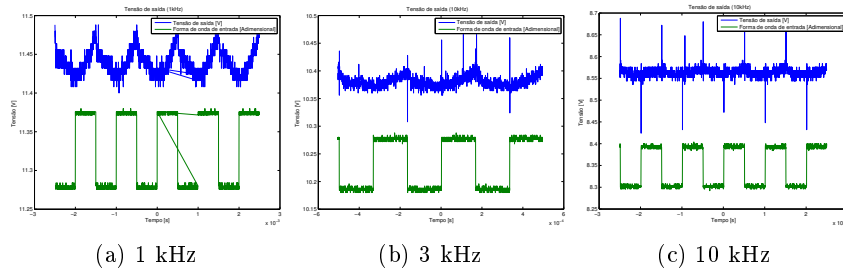 Tensão de saída (1kHz)
11.5
11.45
11.4
11.35
11.3
11.25
Tensão [V]
Tensão de saída [V]
Forma de onda de entrada [Adimensional]
−3
−2
−1
0
1
2
3
Tempo [s]
(a) 1 kHz
Tensão de saída (10kHz)
10.5
10.45
10.4
10.35
10.3
10.25
10.2
10.15
Tensão [V]
Tensão de saída [V]
Forma de onda de entrada [Adimensional]
−6
−4
−2
0
2
4
6
Tempo [s]
(b) 3 kHz
Tensão de saída (10kHz)
8.7
8.65
8.6
8.55
8.5
8.45
8.4
8.35
8.3
8.25
Tensão [V]
Tensão de saída [V]
Forma de onda de entrada [Adimensional]
−3
−2
−1
0
1
2
Tempo [s]
(c) 10 kHz